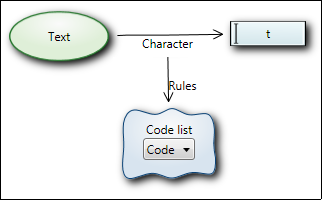 Text
t
Character
Rules
Code list
Code